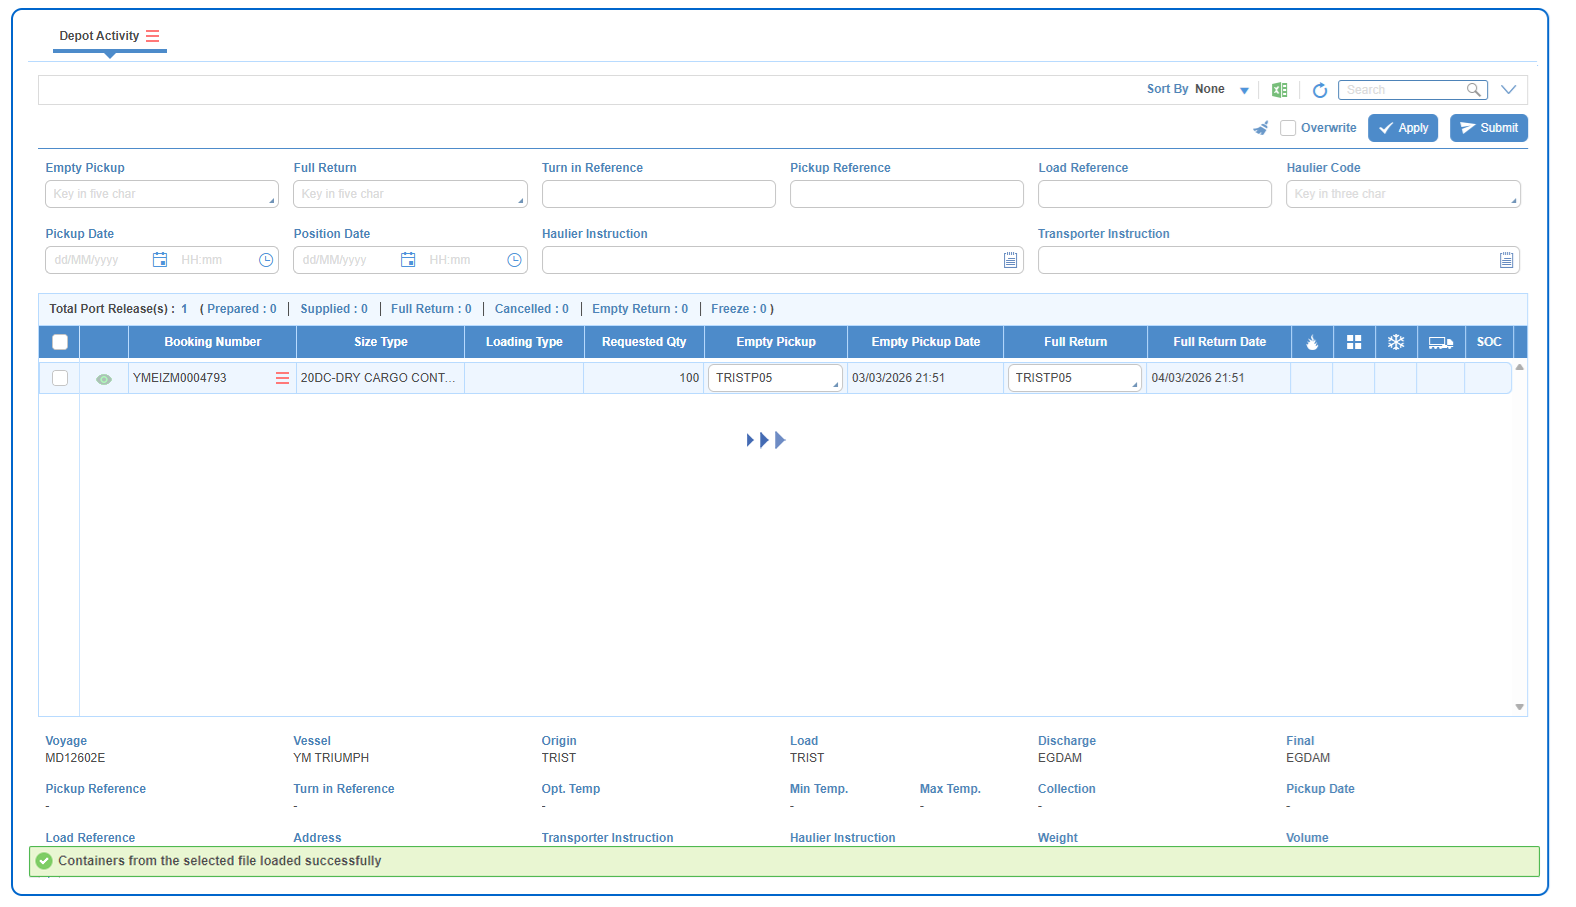 Depot Activity
Sort By None
Search
Overwrite Apply Submit
Empty Pickup Full Return Turn in Reference Pickup Reference Load Reference Haulier Code
Key in five char Key in five char Key in three char
Pickup Date Position Date Haulier Instruction Transporter Instruction
dd/MM/yyyy HH:mm dd/MM/yyyy HH:mm
Total Port Release(s) : 1 ( Prepared : 0 | Supplied : 0 | Full Return : 0 | Cancelled : 0 | Empty Return : 0 | Freeze : 0 )
Booking Number Size Type Loading Type Requested Qty Empty Pickup Empty Pickup Date Full Return Full Return Date SOC
YMEIZM0004793 20DC-DRY CARGO CONT... 100 TRISTP05 03/03/2026 21:51 TRISTP05 04/03/2026 21:51
Voyage Vessel Origin Load Discharge Final
MD12602E YM TRIUMPH TRIST TRIST EGDAM EGDAM
Pickup Reference Turn in Reference Opt. Temp Min Temp. Max Temp. Collection Pickup Date
- - - - - - -
Load Reference Address Transporter Instruction Haulier Instruction Weight Volume
Containers from the selected file loaded successfully